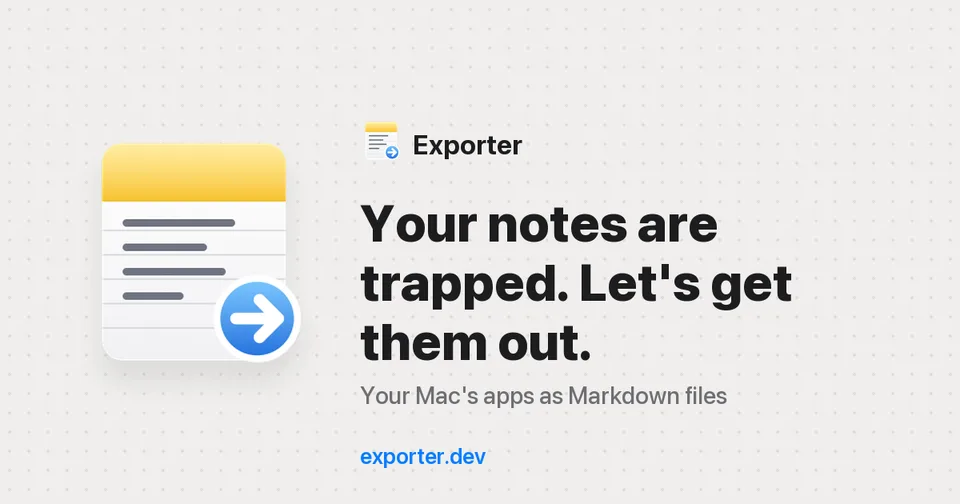 Exporter
Your notes are
trapped. Let's get
them out.
Your Mac's apps as Markdown files
exporter.dev